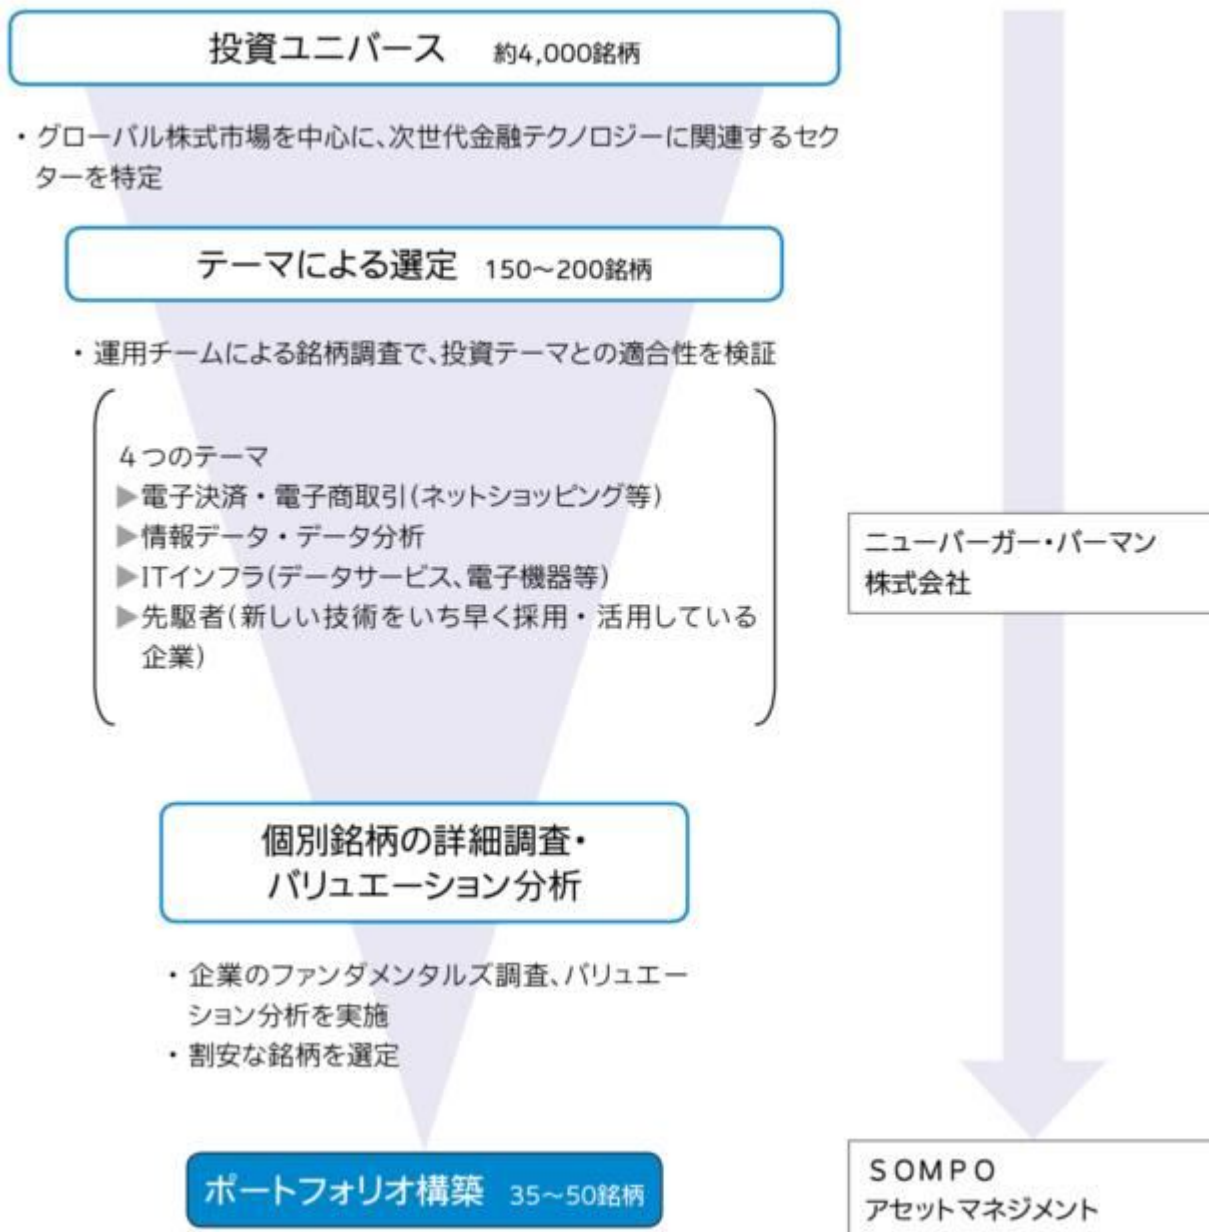 投資ユニバース 約4,000銘柄
・グローバル株式市場を中心に、次世代金融テクノロジーに関連するセク
ターを特定
テーマによる選定 150～200銘柄
・運用チームによる銘柄調査で、投資テーマとの適合性を検証
4つのテーマ
▶電子決済・電子商取引(ネットショッピング等)
▶情報データ・データ分析
▶ITインフラ(データサービス、電子機器等)
▶先駆者(新しい技術をいち早く採用・活用している
企業)
ニューバーガー・バーマン
株式会社
個別銘柄の詳細調査・
バリュエーション分析
・企業のファンダメンタルズ調査、バリュエー
ション分析を実施
・割安な銘柄を選定
ポートフォリオ構築 35～50銘柄
ＳＯＭＰＯ
アセットマネジメント